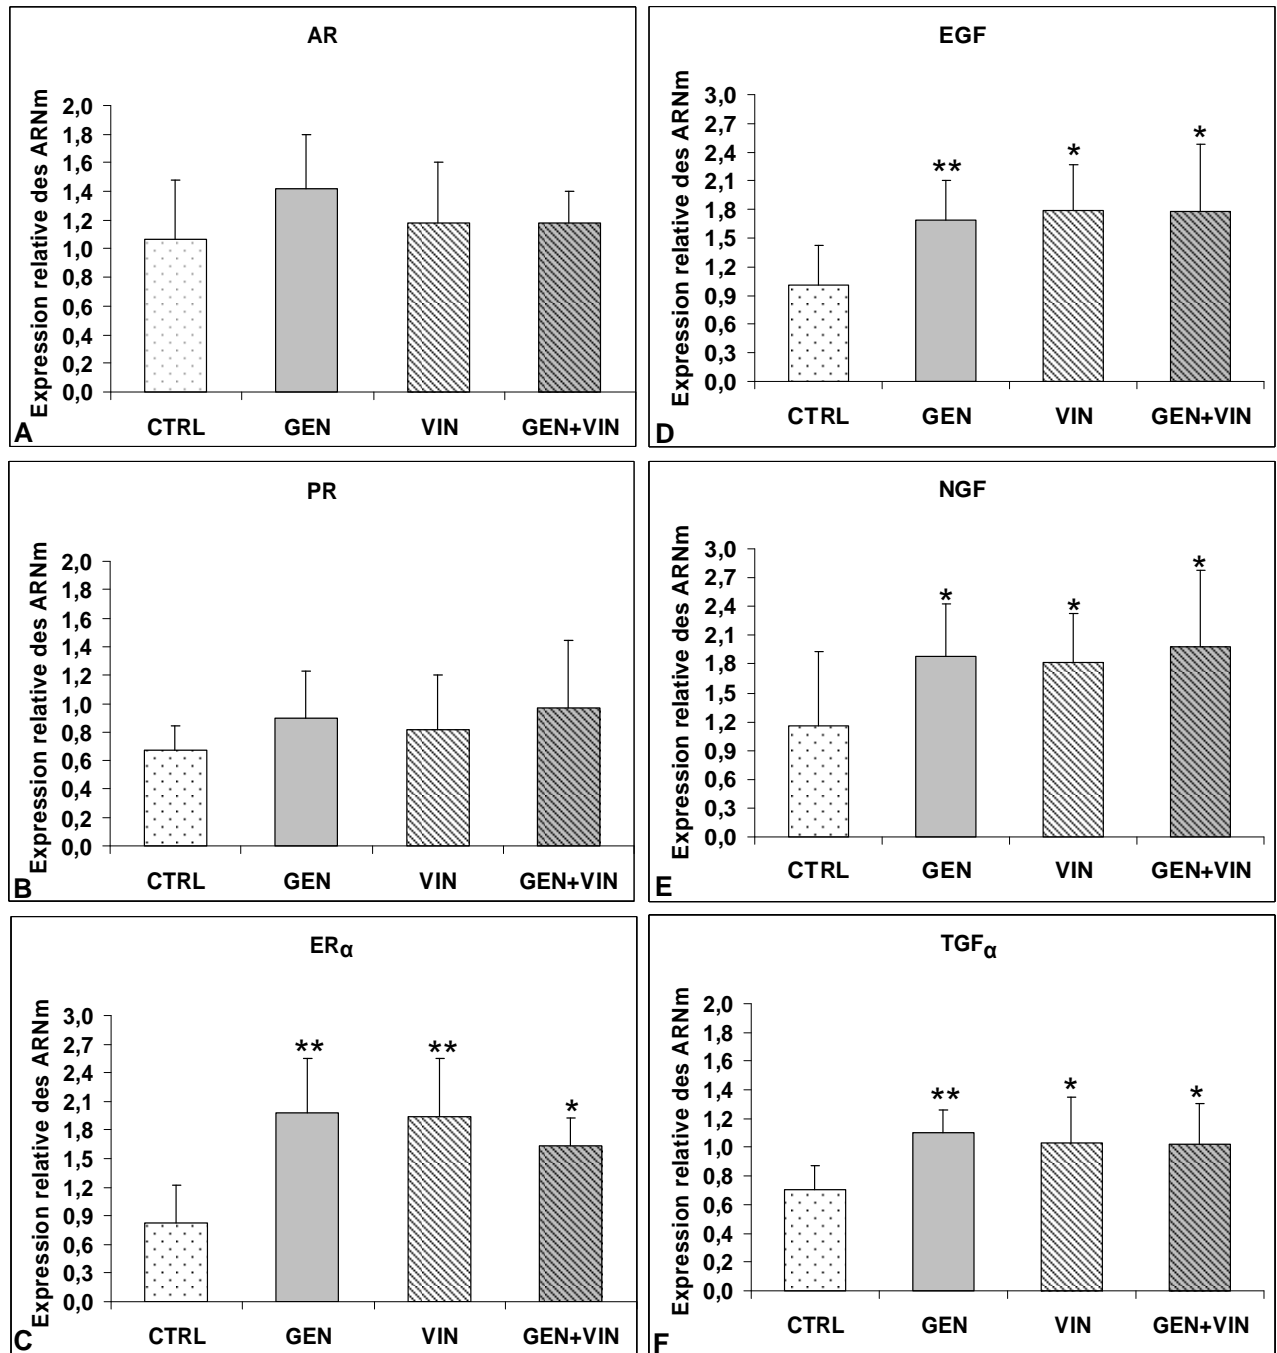 AR
Expression relative des ARNm
2,0
1,8
1,6
1,4
1,2
1,0
0,8
0,6
0,4
0,2
0,0
CTRL GEN VIN GEN+VIN
A
EGF
Expression relative des ARNm
3,0
2,7
2,4
2,1
1,8
1,5
1,2
0,9
0,6
0,3
0,0
** * *
CTRL GEN VIN GEN+VIN
D
PR
Expression relative des ARNm
2,0
1,8
1,6
1,4
1,2
1,0
0,8
0,6
0,4
0,2
0,0
CTRL GEN VIN GEN+VIN
B
NGF
Expression relative des ARNm
3,0
2,7
2,4
2,1
1,8
1,5
1,2
0,9
0,6
0,3
0,0
* * *
CTRL GEN VIN GEN+VIN
E
ERα
Expression relative des ARNm
3,0
2,7
2,4
2,1
1,8
1,5
1,2
0,9
0,6
0,3
0,0
** ** *
CTRL GEN VIN GEN+VIN
C
TGFα
Expression relative des ARNm
2,0
1,8
1,6
1,4
1,2
1,0
0,8
0,6
0,4
0,2
0,0
** * *
CTRL GEN VIN GEN+VIN
F